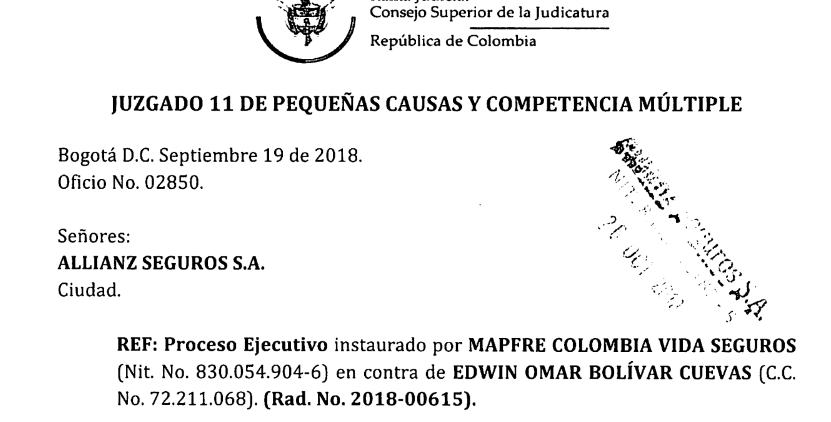 Consejo Superior de la Judicatura
República de Colombia
JUZGADO 11 DE PEQUEÑAS CAUSAS Y COMPETENCIA MÚLTIPLE
Bogotá D.C. Septiembre 19 de 2018.
Oficio No. 02850.
Señores:
ALLIANZ SEGUROS S.A.
Ciudad.
Seguros S.A.
NIT.
REF: Proceso Ejecutivo instaurado por MAPFRE COLOMBIA VIDA SEGUROS
(Nit. No. 830.054.904-6) en contra de EDWIN OMAR BOLÍVAR CUEVAS (C.C.
No. 72.211.068). (Rad. No. 2018-00615).